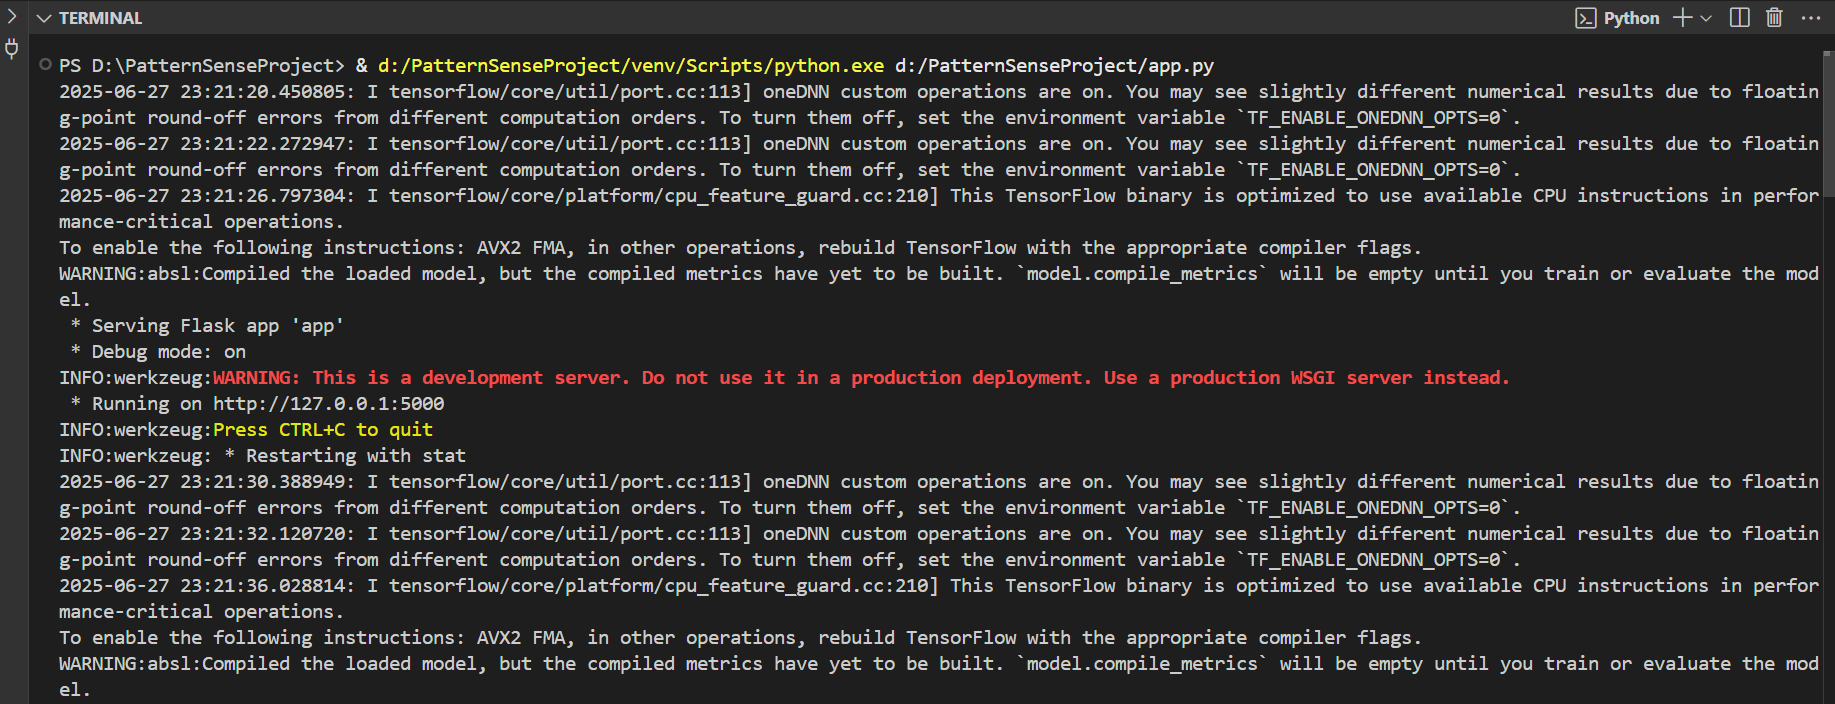 TERMINAL
Python
PS D:\PatternSenseProject> & d:/PatternSenseProject/venv/Scripts/python.exe d:/PatternSenseProject/app.py
2025-06-27 23:21:20.450805: I tensorflow/core/util/port.cc:113] oneDNN custom operations are on. You may see slightly different numerical results due to floatin
g-point round-off errors from different computation orders. To turn them off, set the environment variable `TF_ENABLE_ONEDNN_OPTS=0`.
2025-06-27 23:21:22.272947: I tensorflow/core/util/port.cc:113] oneDNN custom operations are on. You may see slightly different numerical results due to floatin
g-point round-off errors from different computation orders. To turn them off, set the environment variable `TF_ENABLE_ONEDNN_OPTS=0`.
2025-06-27 23:21:26.797304: I tensorflow/core/platform/cpu_feature_guard.cc:210] This TensorFlow binary is optimized to use available CPU instructions in perfor
mance-critical operations.
To enable the following instructions: AVX2 FMA, in other operations, rebuild TensorFlow with the appropriate compiler flags.
WARNING:absl:Compiled the loaded model, but the compiled metrics have yet to be built. `model.compile_metrics` will be empty until you train or evaluate the mod
el.
 * Serving Flask app 'app'
 * Debug mode: on
INFO:werkzeug:WARNING: This is a development server. Do not use it in a production deployment. Use a production WSGI server instead.
 * Running on http://127.0.0.1:5000
INFO:werkzeug:Press CTRL+C to quit
INFO:werkzeug: * Restarting with stat
2025-06-27 23:21:30.388949: I tensorflow/core/util/port.cc:113] oneDNN custom operations are on. You may see slightly different numerical results due to floatin
g-point round-off errors from different computation orders. To turn them off, set the environment variable `TF_ENABLE_ONEDNN_OPTS=0`.
2025-06-27 23:21:32.120720: I tensorflow/core/util/port.cc:113] oneDNN custom operations are on. You may see slightly different numerical results due to floatin
g-point round-off errors from different computation orders. To turn them off, set the environment variable `TF_ENABLE_ONEDNN_OPTS=0`.
2025-06-27 23:21:36.028814: I tensorflow/core/platform/cpu_feature_guard.cc:210] This TensorFlow binary is optimized to use available CPU instructions in perfor
mance-critical operations.
To enable the following instructions: AVX2 FMA, in other operations, rebuild TensorFlow with the appropriate compiler flags.
WARNING:absl:Compiled the loaded model, but the compiled metrics have yet to be built. `model.compile_metrics` will be empty until you train or evaluate the mod
el.